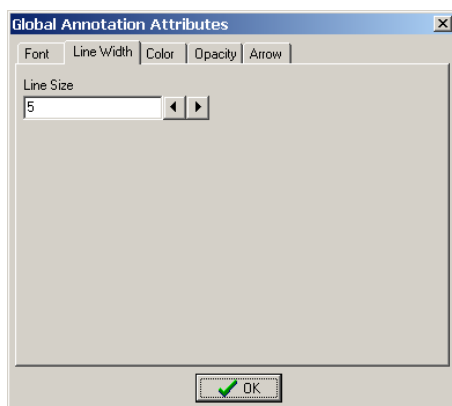 Global Annotation Attributes
Font Line Width Color Opacity Arrow
Line Size
5
OK